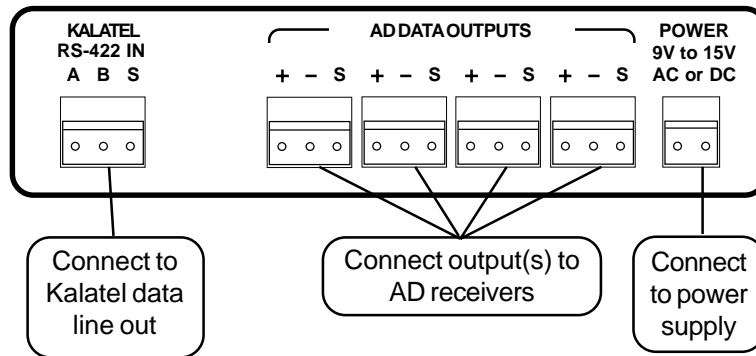 KALATEL
RS-422 IN
A B S
AD DATA OUTPUTS
+ – S + – S + – S + – S
POWER
9V to 15V
AC or DC
Connect to
Kalatel data
line out
Connect output(s) to
AD receivers
Connect
to power
supply